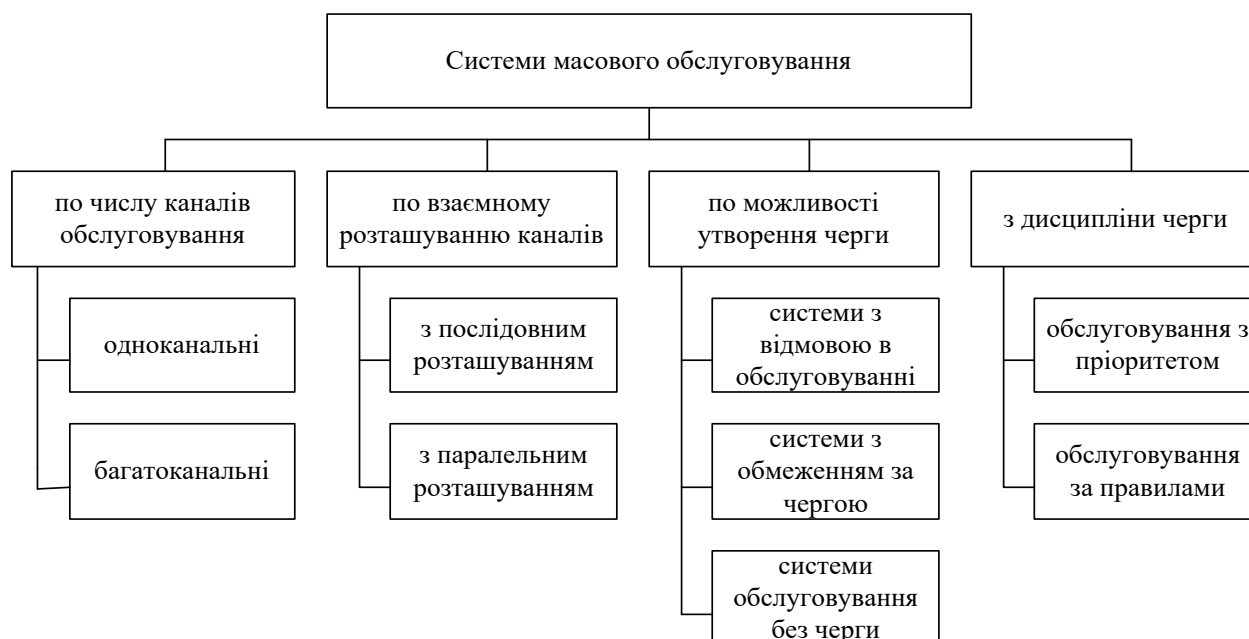 Системи масового обслуговування
по числу каналів
обслуговування
по взаємному
розташуванню каналів
по можливості
утворення черги
з дисципліни черги
одноканальні
багатоканальні
з послідовним
розташуванням
з паралельним
розташуванням
системи з
відмовою в
обслуговуванні
системи з
обмеженням за
чергою
системи
обслуговування
без черги
обслуговування з
пріоритетом
обслуговування
за правилами